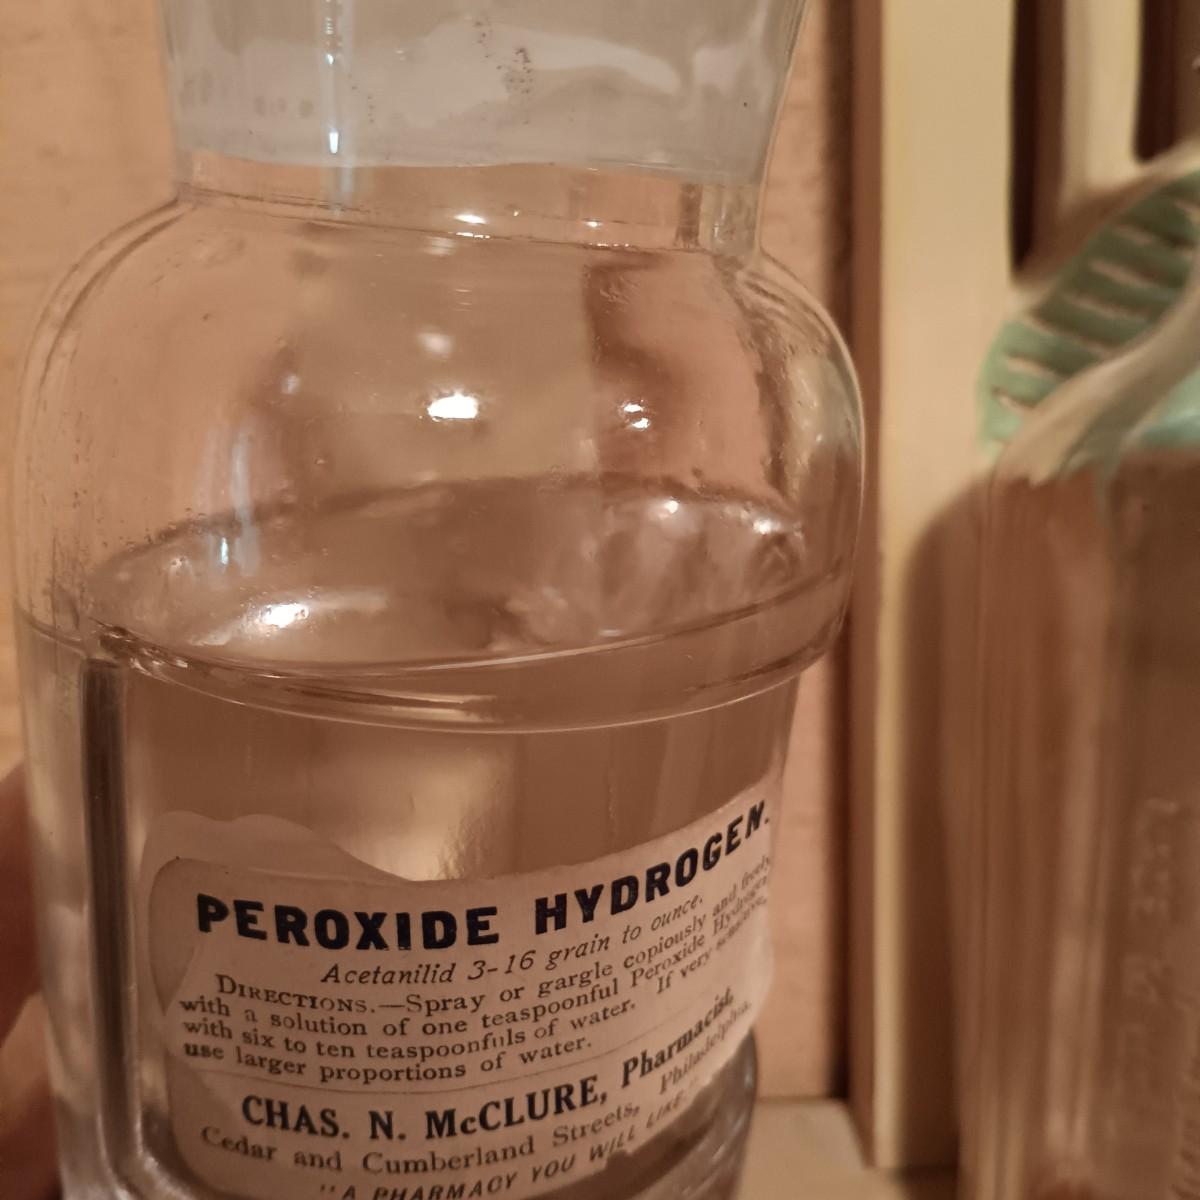 PEROXIDE HYDROGEN.
Acetanilid 3-16 grain to ounce.
DIRECTIONS.—Spray or gargle copiously and freely
with a solution of one teaspoonful Peroxide Hydrogen
with six to ten teaspoonfuls of water. If very sensitive,
use larger proportions of water.
CHAS. N. McCLURE, Pharmacist,
Cedar and Cumberland Streets, Philadelphia.
"A PHARMACY YOU WILL LIKE."